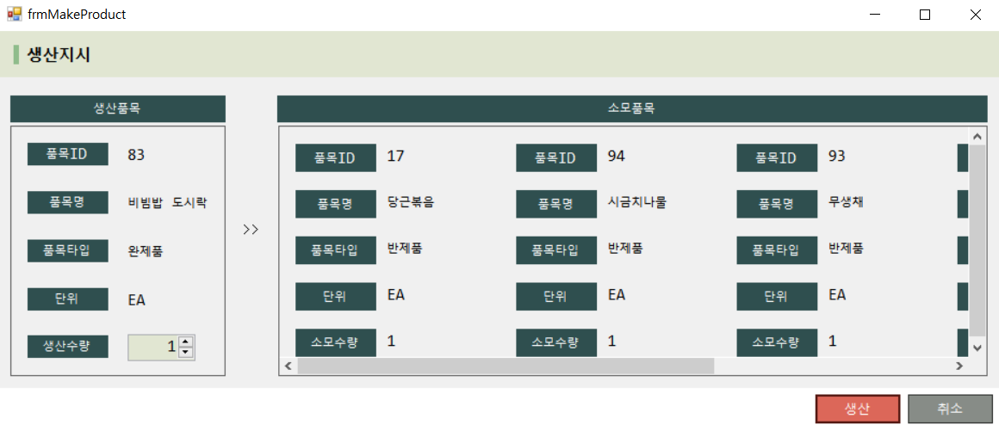 frmMakeProduct
생산지시
생산품목
품목ID 83
품목명 비빔밥 도시락
품목타입 완제품
단위 EA
생산수량 1
>>
소모품목
품목ID 17 품목ID 94 품목ID 93
품목명 당근볶음 품목명 시금치나물 품목명 무생채
품목타입 반제품 품목타입 반제품 품목타입 반제품
단위 EA 단위 EA 단위 EA
소모수량 1 소모수량 1 소모수량 1
생산 취소